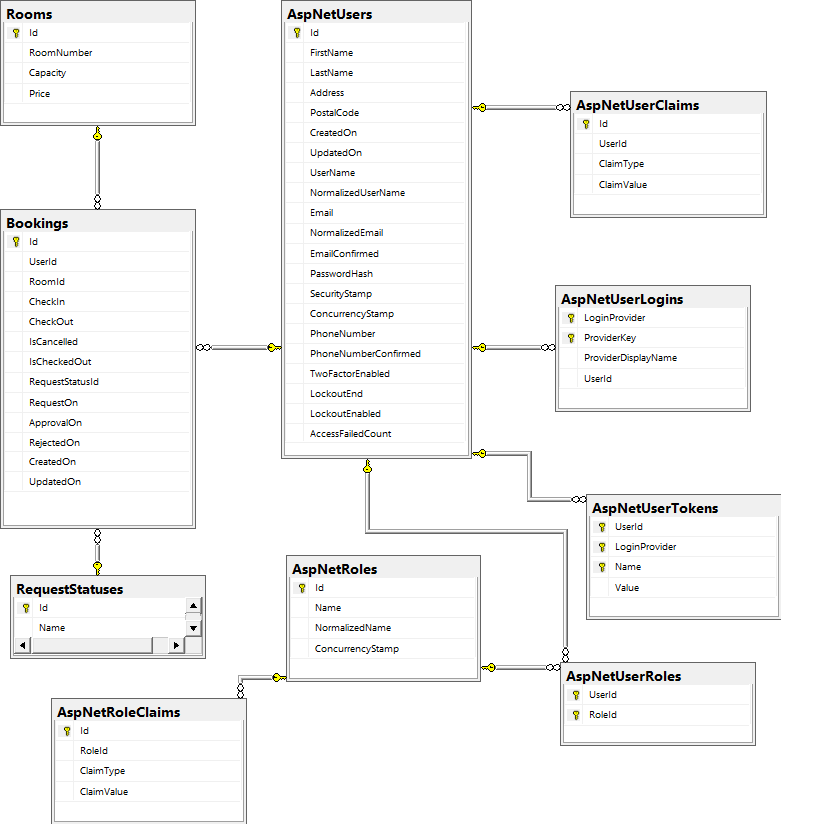 Rooms
Id
RoomNumber
Capacity
Price
AspNetUsers
Id
FirstName
LastName
Address
PostalCode
CreatedOn
UpdatedOn
UserName
NormalizedUserName
Email
NormalizedEmail
EmailConfirmed
PasswordHash
SecurityStamp
ConcurrencyStamp
PhoneNumber
PhoneNumberConfirmed
TwoFactorEnabled
LockoutEnd
LockoutEnabled
AccessFailedCount
AspNetUserClaims
Id
UserId
ClaimType
ClaimValue
Bookings
Id
UserId
RoomId
CheckIn
CheckOut
IsCancelled
IsCheckedOut
RequestStatusId
RequestOn
ApprovalOn
RejectedOn
CreatedOn
UpdatedOn
AspNetUserLogins
LoginProvider
ProviderKey
ProviderDisplayName
UserId
AspNetUserTokens
UserId
LoginProvider
Name
Value
RequestStatuses
Id
Name
AspNetRoles
Id
Name
NormalizedName
ConcurrencyStamp
AspNetUserRoles
UserId
RoleId
AspNetRoleClaims
Id
RoleId
ClaimType
ClaimValue